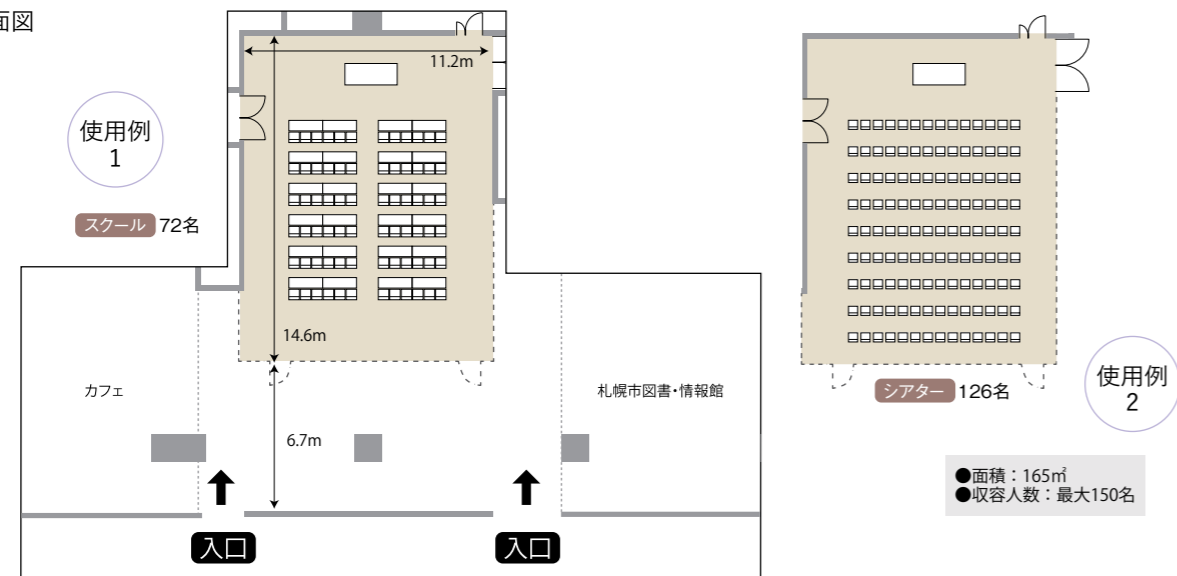 面図
11.2m
使用例
1
スクール 72名
14.6m
カフェ
札幌市図書・情報館
6.7m
入口
入口
シアター 126名
使用例
2
●面積：165㎡
●収容人数：最大150名